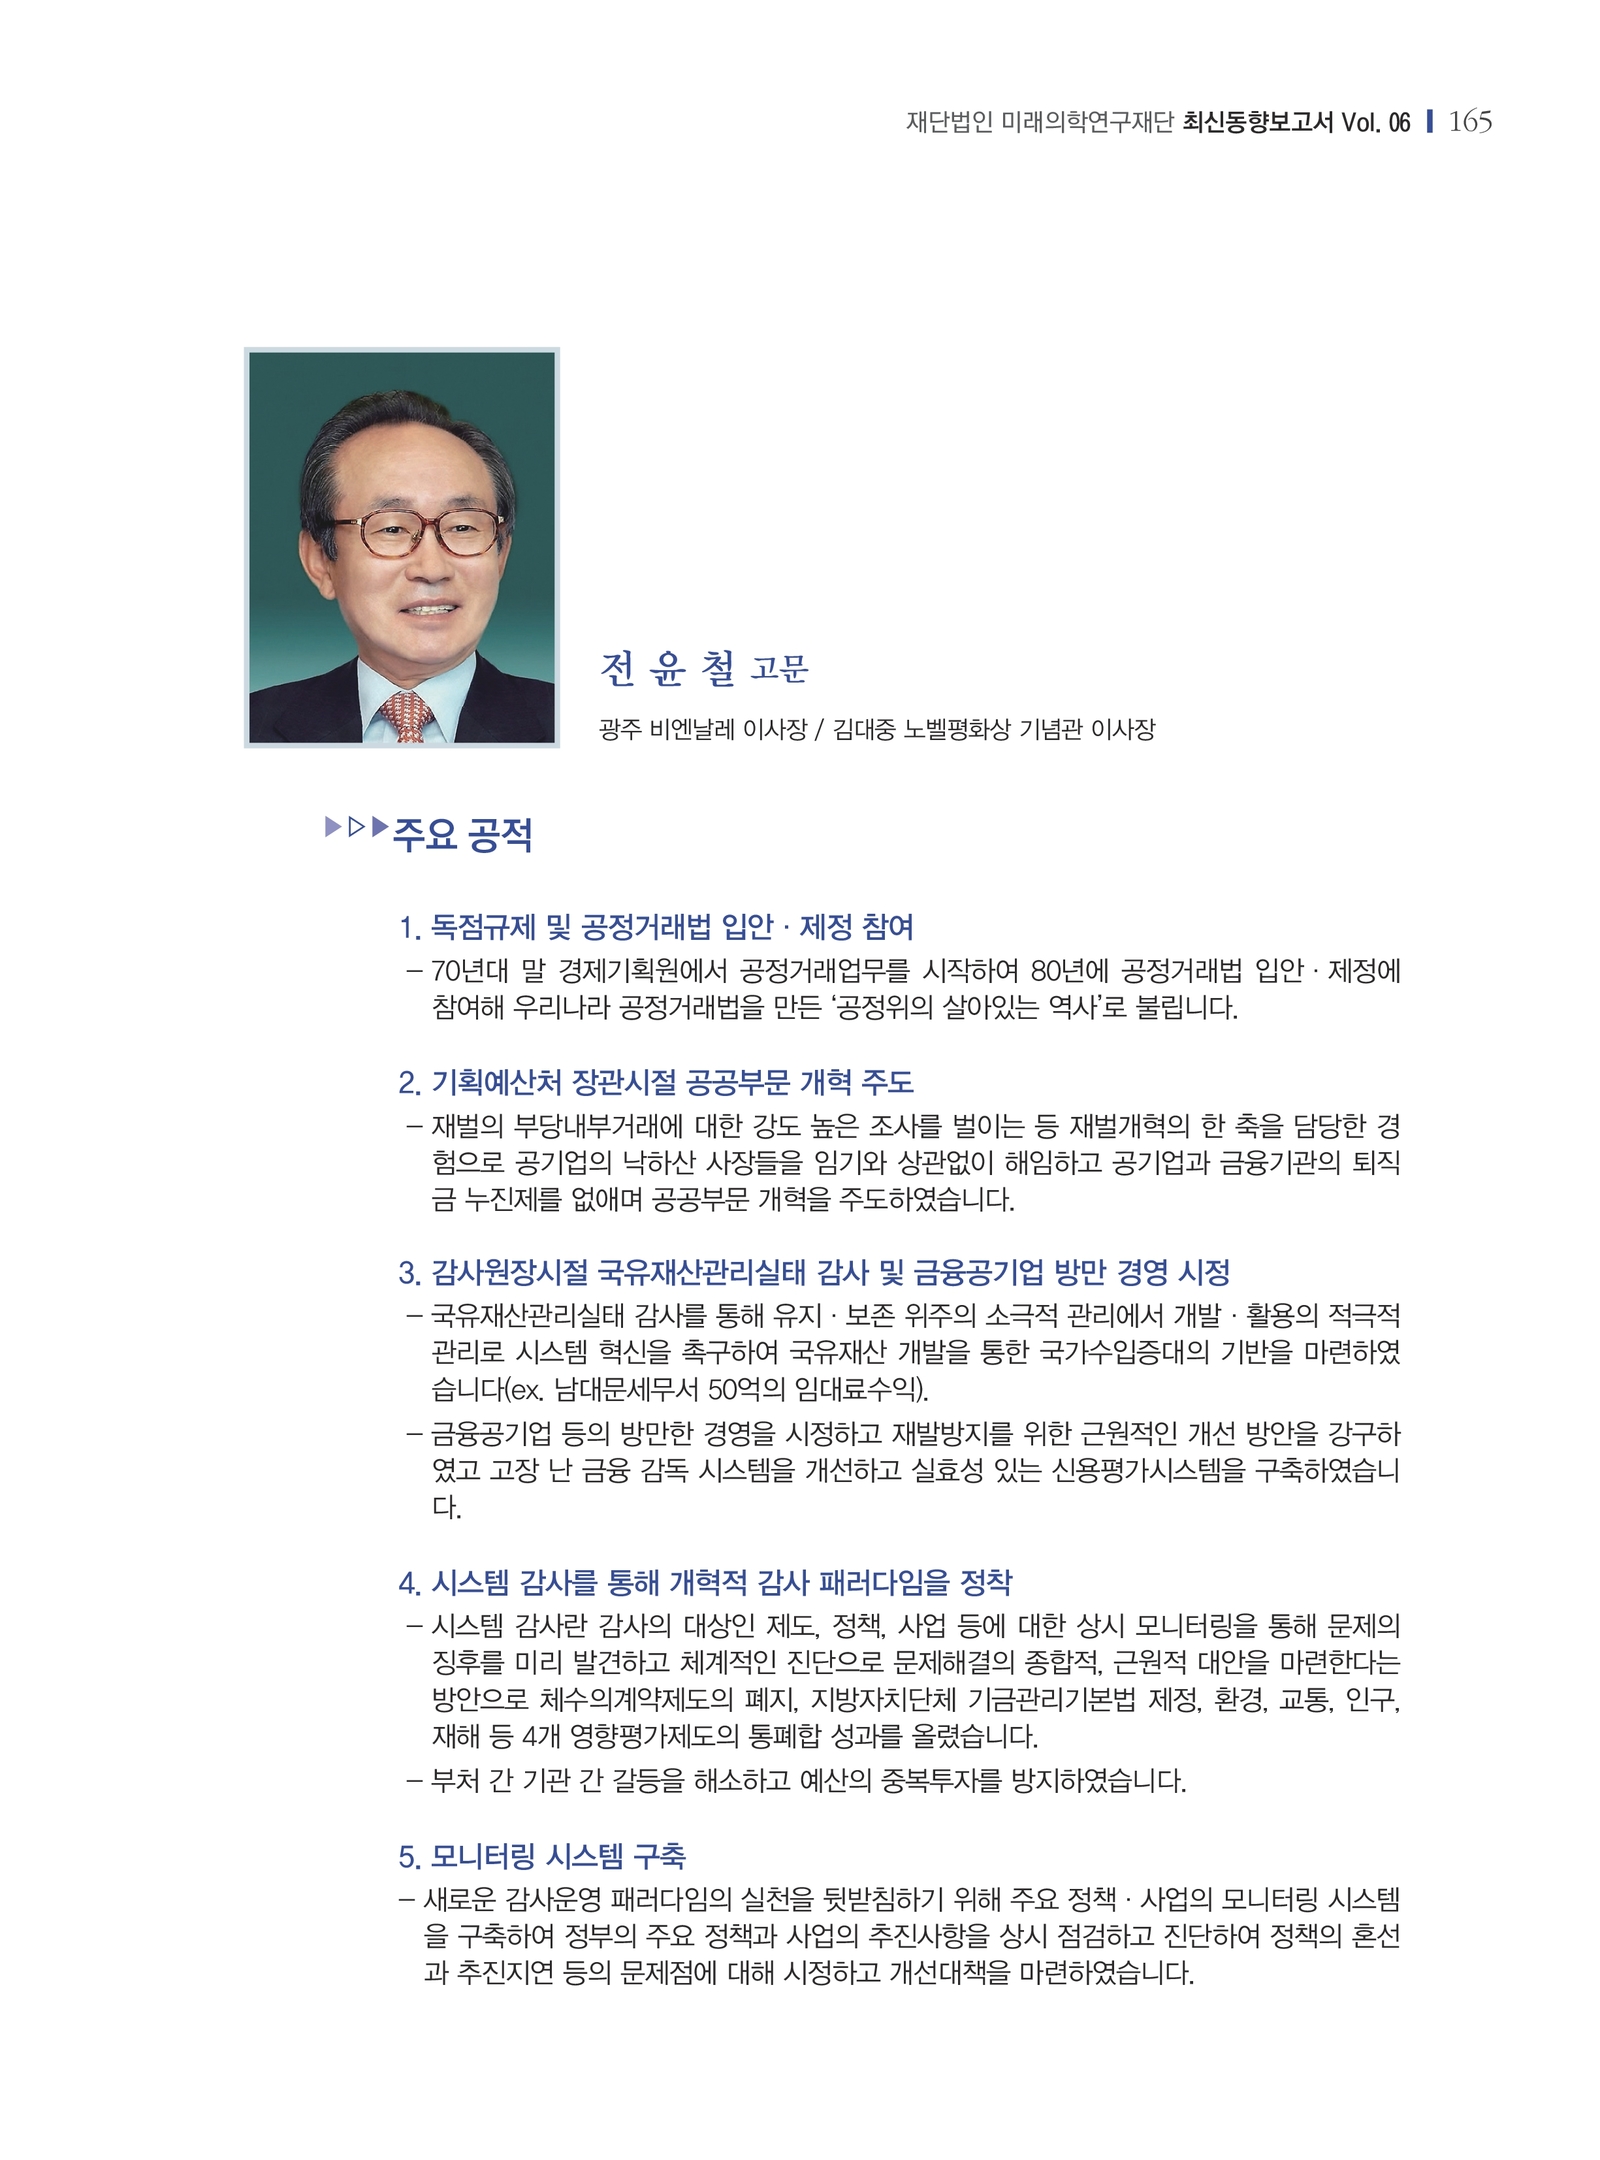 재단법인 미래의학연구재단 최신동향보고서 Vol. 06 165
전 윤 철 고문
광주 비엔날레 이사장 / 김대중 노벨평화상 기념관 이사장
주요 공적
1. 독점규제 및 공정거래법 입안 · 제정 참여
– 70년대 말 경제기획원에서 공정거래업무를 시작하여 80년에 공정거래법 입안 · 제정에
참여해 우리나라 공정거래법을 만든 ‘공정위의 살아있는 역사’로 불립니다.
2. 기획예산처 장관시절 공공부문 개혁 주도
– 재벌의 부당내부거래에 대한 강도 높은 조사를 벌이는 등 재벌개혁의 한 축을 담당한 경
험으로 공기업의 낙하산 사장들을 임기와 상관없이 해임하고 공기업과 금융기관의 퇴직
금 누진제를 없애며 공공부문 개혁을 주도하였습니다.
3. 감사원장시절 국유재산관리실태 감사 및 금융공기업 방만 경영 시정
– 국유재산관리실태 감사를 통해 유지 · 보존 위주의 소극적 관리에서 개발 · 활용의 적극적
관리로 시스템 혁신을 촉구하여 국유재산 개발을 통한 국가수입증대의 기반을 마련하였
습니다(ex. 남대문세무서 50억의 임대료수익).
– 금융공기업 등의 방만한 경영을 시정하고 재발방지를 위한 근원적인 개선 방안을 강구하
였고 고장 난 금융 감독 시스템을 개선하고 실효성 있는 신용평가시스템을 구축하였습니
다.
4. 시스템 감사를 통해 개혁적 감사 패러다임을 정착
– 시스템 감사란 감사의 대상인 제도, 정책, 사업 등에 대한 상시 모니터링을 통해 문제의
징후를 미리 발견하고 체계적인 진단으로 문제해결의 종합적, 근원적 대안을 마련한다는
방안으로 체수의계약제도의 폐지, 지방자치단체 기금관리기본법 제정, 환경, 교통, 인구,
재해 등 4개 영향평가제도의 통폐합 성과를 올렸습니다.
– 부처 간 기관 간 갈등을 해소하고 예산의 중복투자를 방지하였습니다.
5. 모니터링 시스템 구축
– 새로운 감사운영 패러다임의 실천을 뒷받침하기 위해 주요 정책 · 사업의 모니터링 시스템
을 구축하여 정부의 주요 정책과 사업의 추진사항을 상시 점검하고 진단하여 정책의 혼선
과 추진지연 등의 문제점에 대해 시정하고 개선대책을 마련하였습니다.